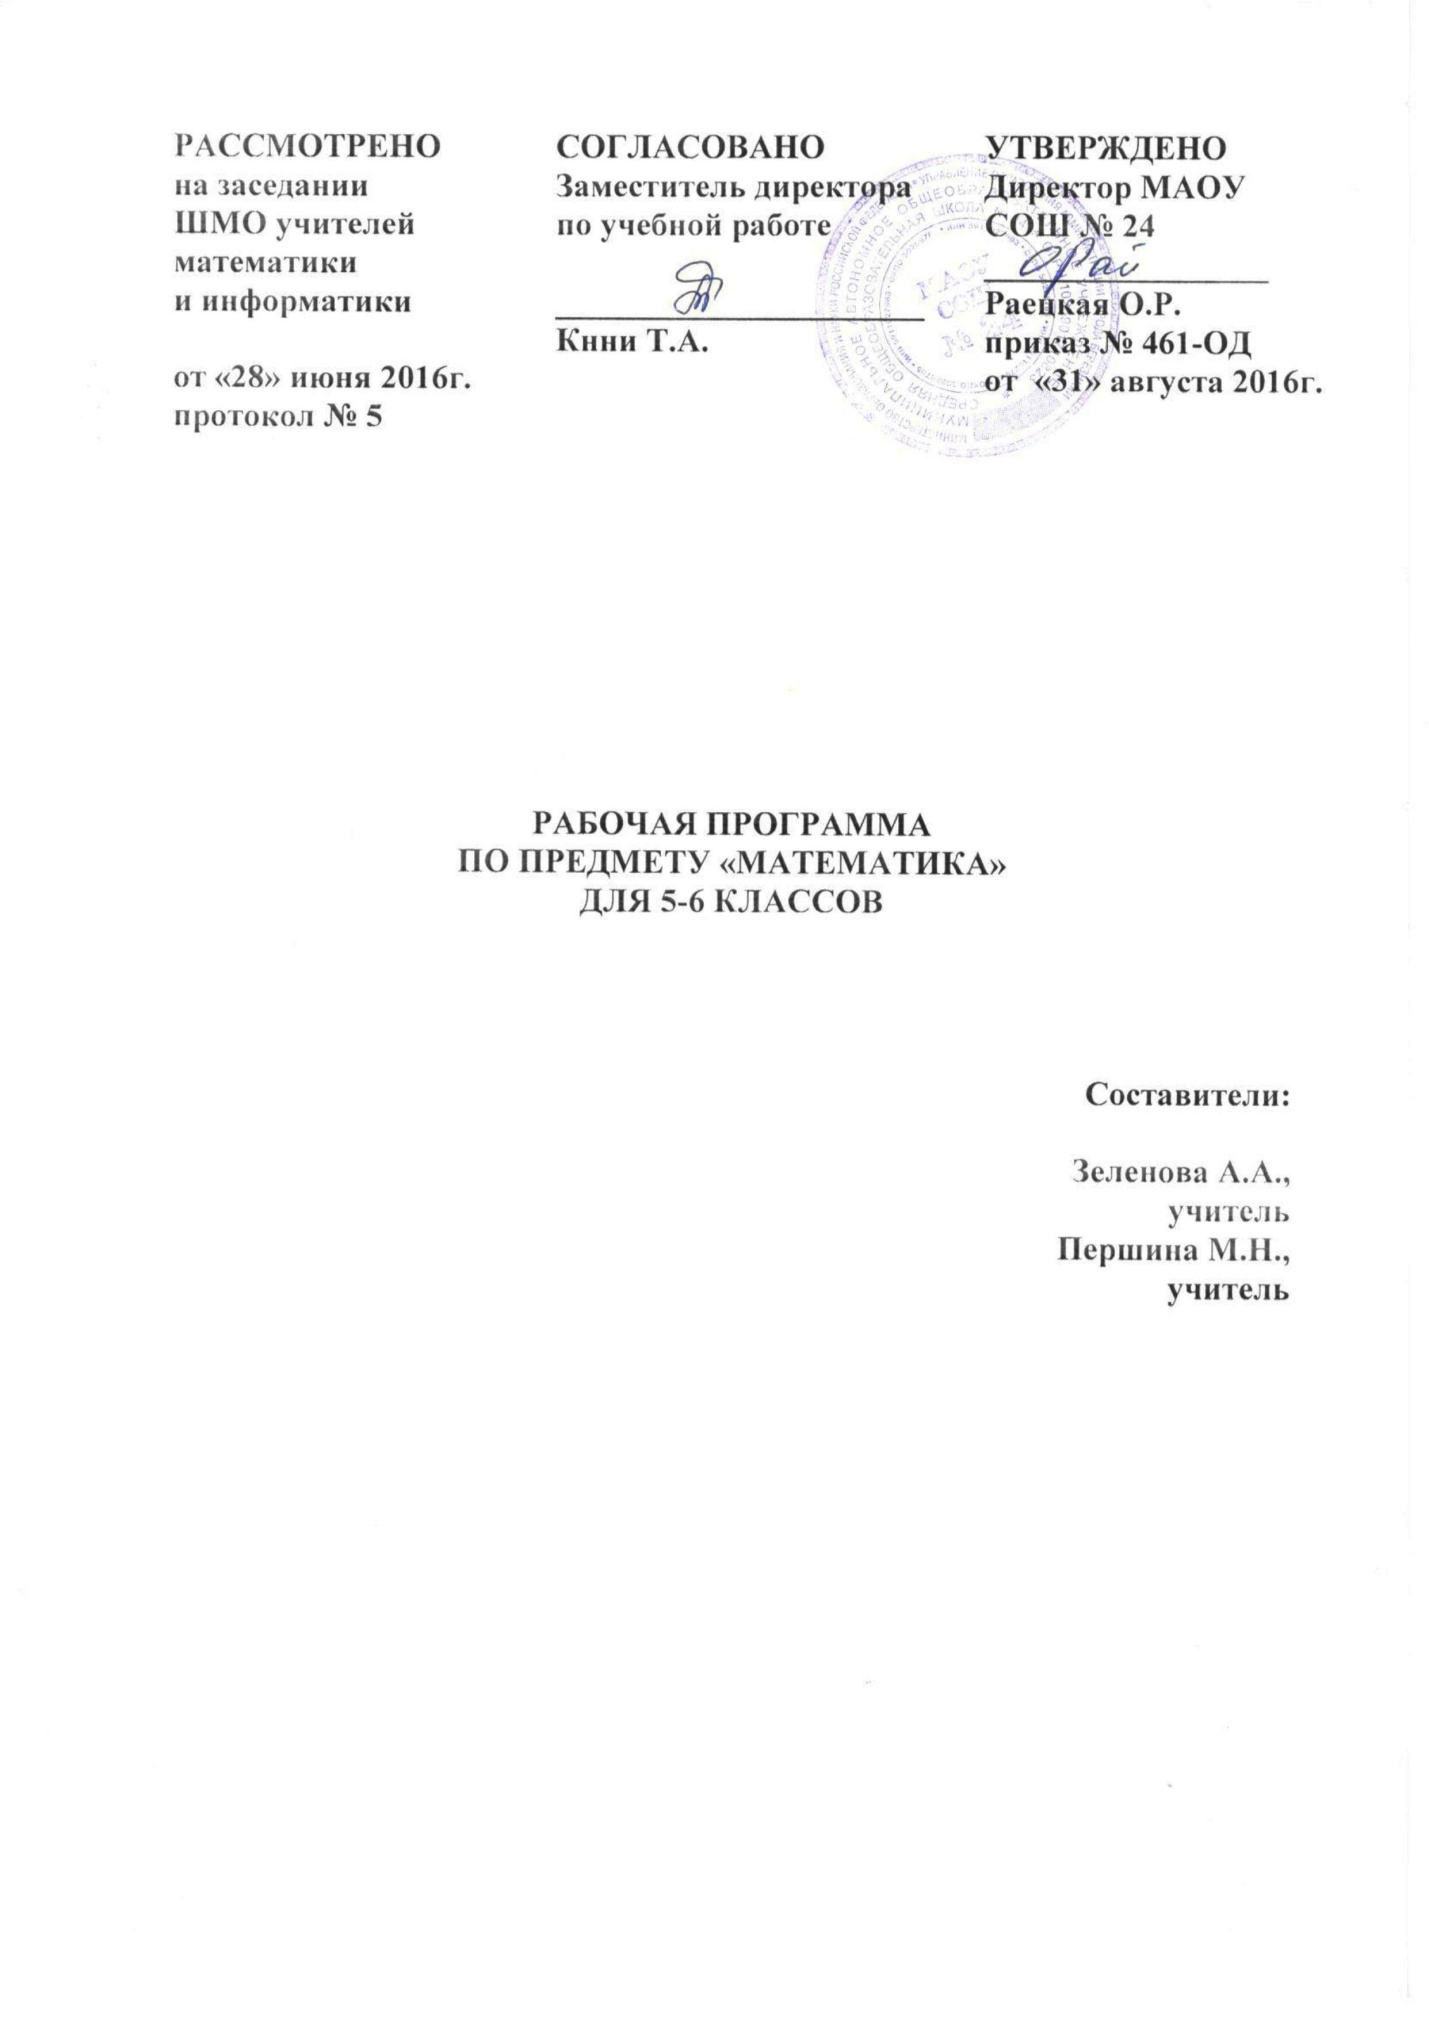 РАССМОТРЕНО
на заседании
ШМО учителей
математики
и информатики
от «28» июня 2016г.
протокол № 5
СОГЛАСОВАНО
Заместитель директора
по учебной работе
Кнни Т.А.
УТВЕРЖДЕНО
Директор МАОУ
СОШ № 24
Раецкая О.Р.
приказ № 461-ОД
от «31» августа 2016г.
РАБОЧАЯ ПРОГРАММА
ПО ПРЕДМЕТУ «МАТЕМАТИКА»
ДЛЯ 5-6 КЛАССОВ
Составители:
Зеленова А.А.,
учитель
Першина М.Н.,
учитель